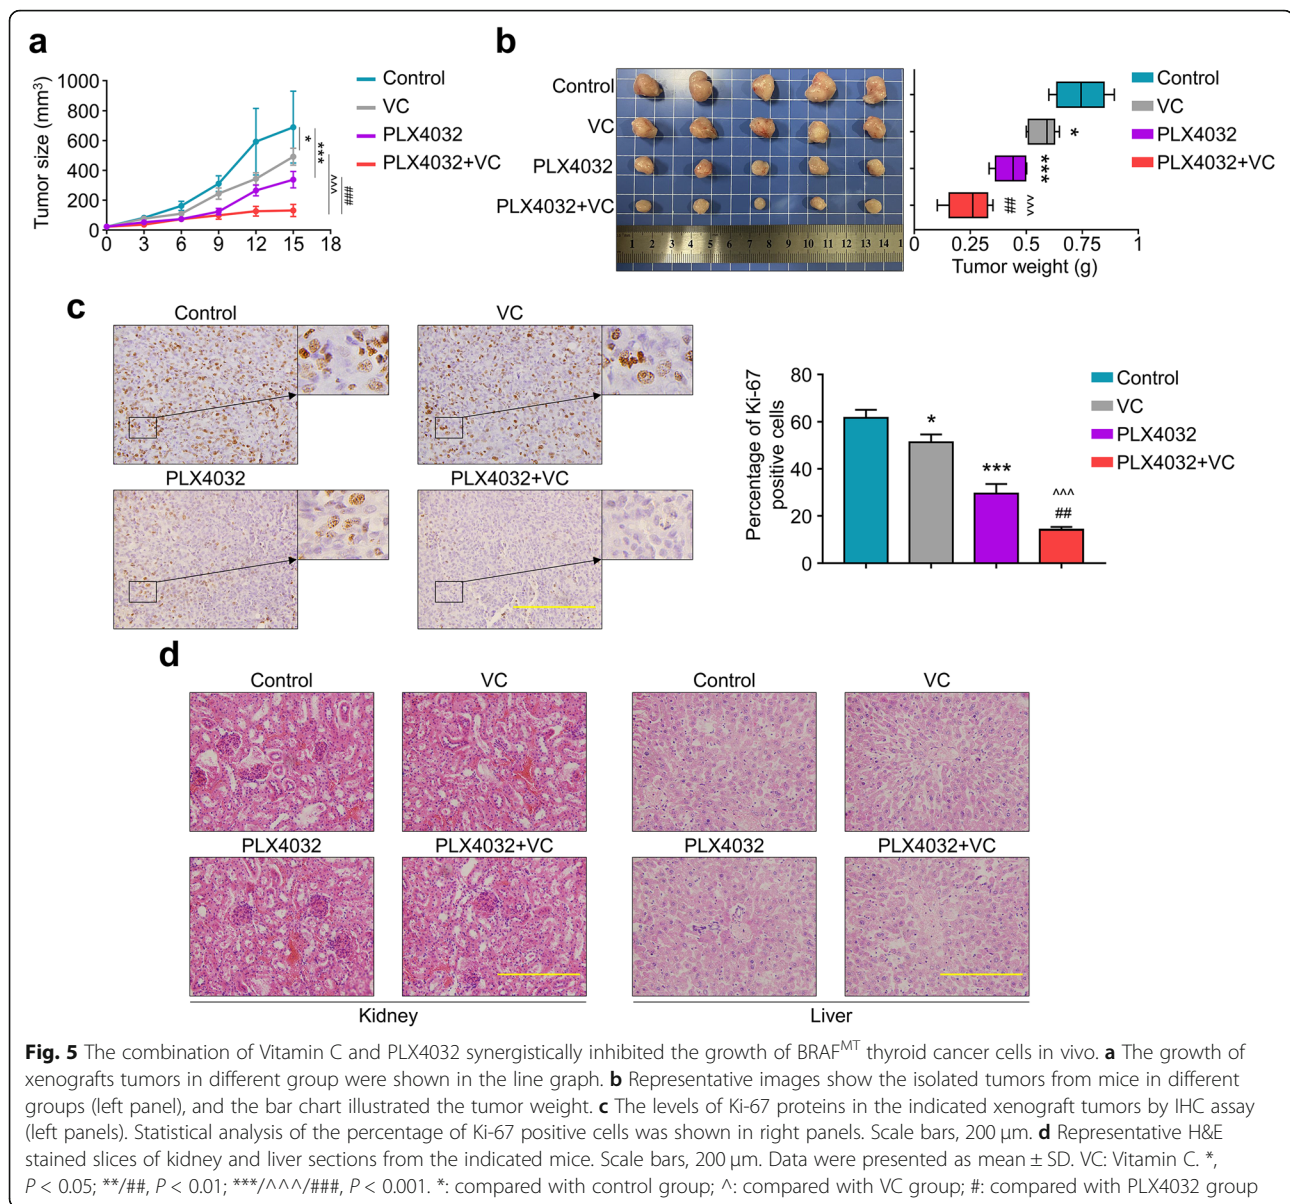 a
Tumor size (mm³)
1000
800
600
400
200
0
0 3 6 9 12 15 18
Control
VC
PLX4032
PLX4032+VC
*
***
^^^
###
b
Control
VC
PLX4032
PLX4032+VC
1 2 3 4 5 6 7 8 9 10 11 12 13 14 1
*
***
##
^^^
0 0.25 0.5 0.75 1
Tumor weight (g)
Control
VC
PLX4032
PLX4032+VC
c
Control VC
PLX4032 PLX4032+VC
Percentage of Ki-67
positive cells
80
60
40
20
0
*
***
^^^
##
Control
VC
PLX4032
PLX4032+VC
d
Control VC Control VC
PLX4032 PLX4032+VC PLX4032 PLX4032+VC
Kidney Liver
Fig. 5 The combination of Vitamin C and PLX4032 synergistically inhibited the growth of BRAFᴹᵀ thyroid cancer cells in vivo. a The growth of
xenografts tumors in different group were shown in the line graph. b Representative images show the isolated tumors from mice in different
groups (left panel), and the bar chart illustrated the tumor weight. c The levels of Ki-67 proteins in the indicated xenograft tumors by IHC assay
(left panels). Statistical analysis of the percentage of Ki-67 positive cells was shown in right panels. Scale bars, 200 μm. d Representative H&E
stained slices of kidney and liver sections from the indicated mice. Scale bars, 200 μm. Data were presented as mean ± SD. VC: Vitamin C. *,
P < 0.05; **/##, P < 0.01; ***/^^^/###, P < 0.001. *: compared with control group; ^: compared with VC group; #: compared with PLX4032 group